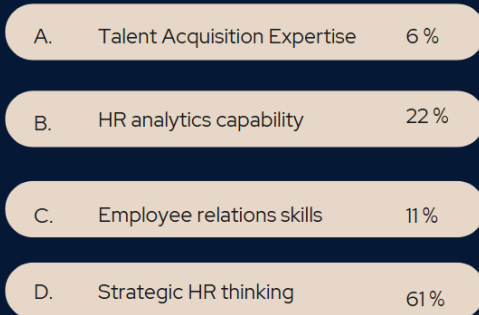 A. Talent Acquisition Expertise 6 %
B. HR analytics capability 22 %
C. Employee relations skills 11 %
D. Strategic HR thinking 61 %